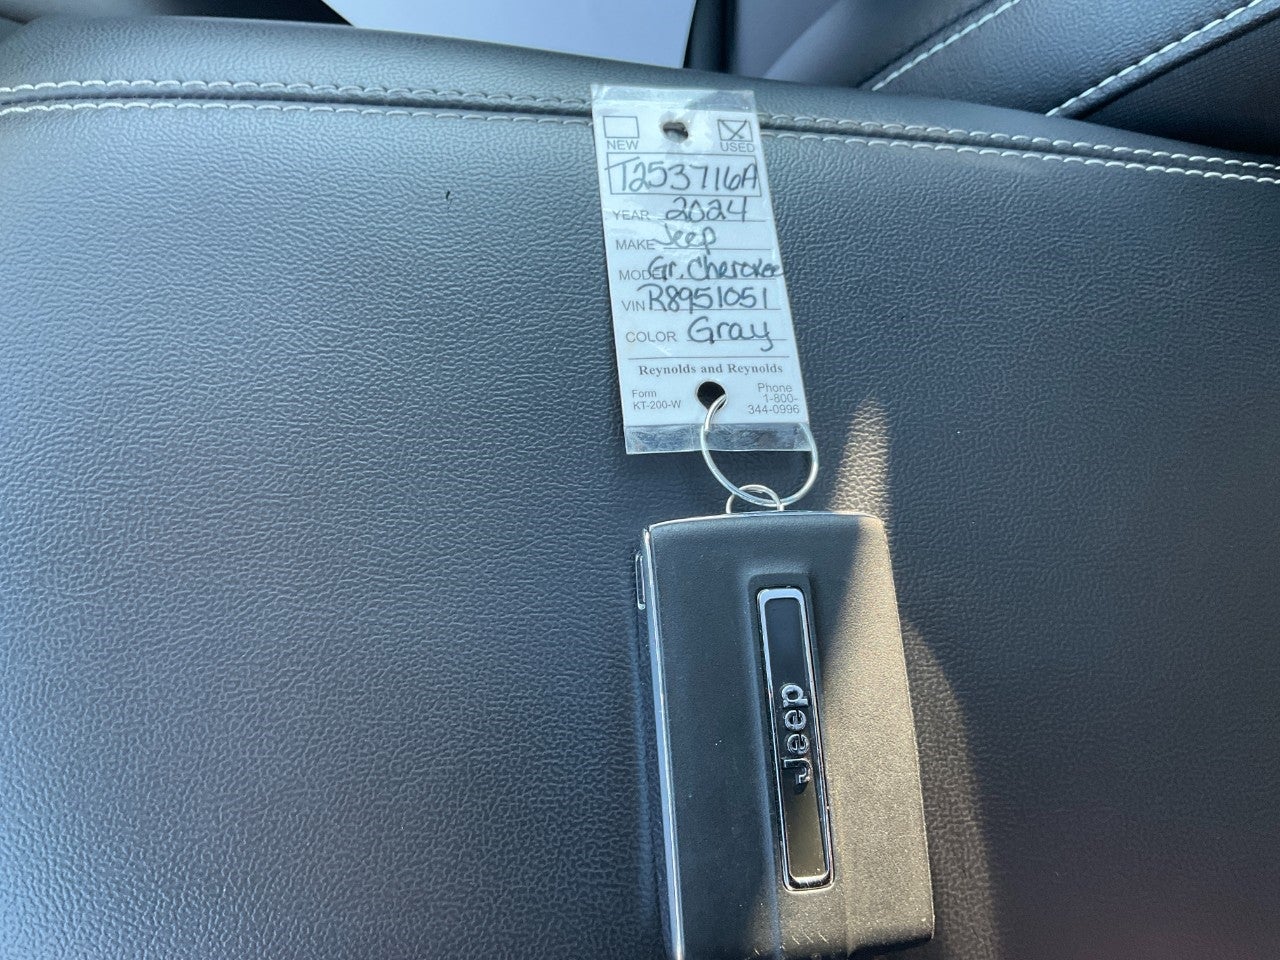 NEW USED
T253716A
YEAR 2024
MAKE Jeep
MODE Gr. Cherokee
VIN R8951051
COLOR Gray
Reynolds and Reynolds
Form
KT-200-W
Phone
1-800-
344-0996
Jeep